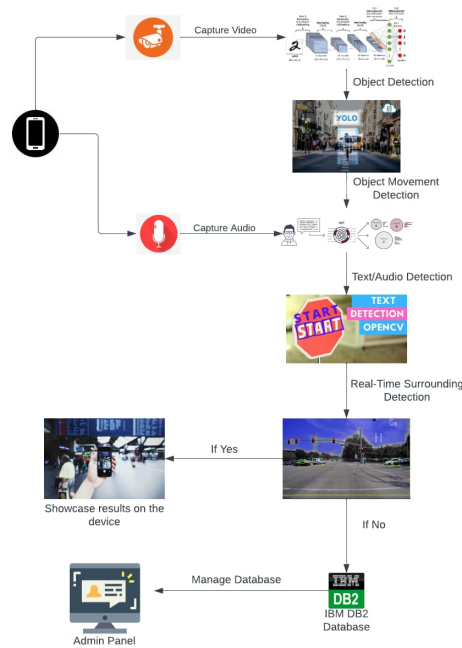 Capture Video
Object Detection
YOLO
Object Movement
Detection
Capture Audio
Text/Audio Detection
START
START
TEXT
DETECTION
OPENCV
Real-Time Surrounding
Detection
If Yes
Showcase results on the
device
If No
Manage Database
IBM
DB2
IBM DB2
Database
Admin Panel